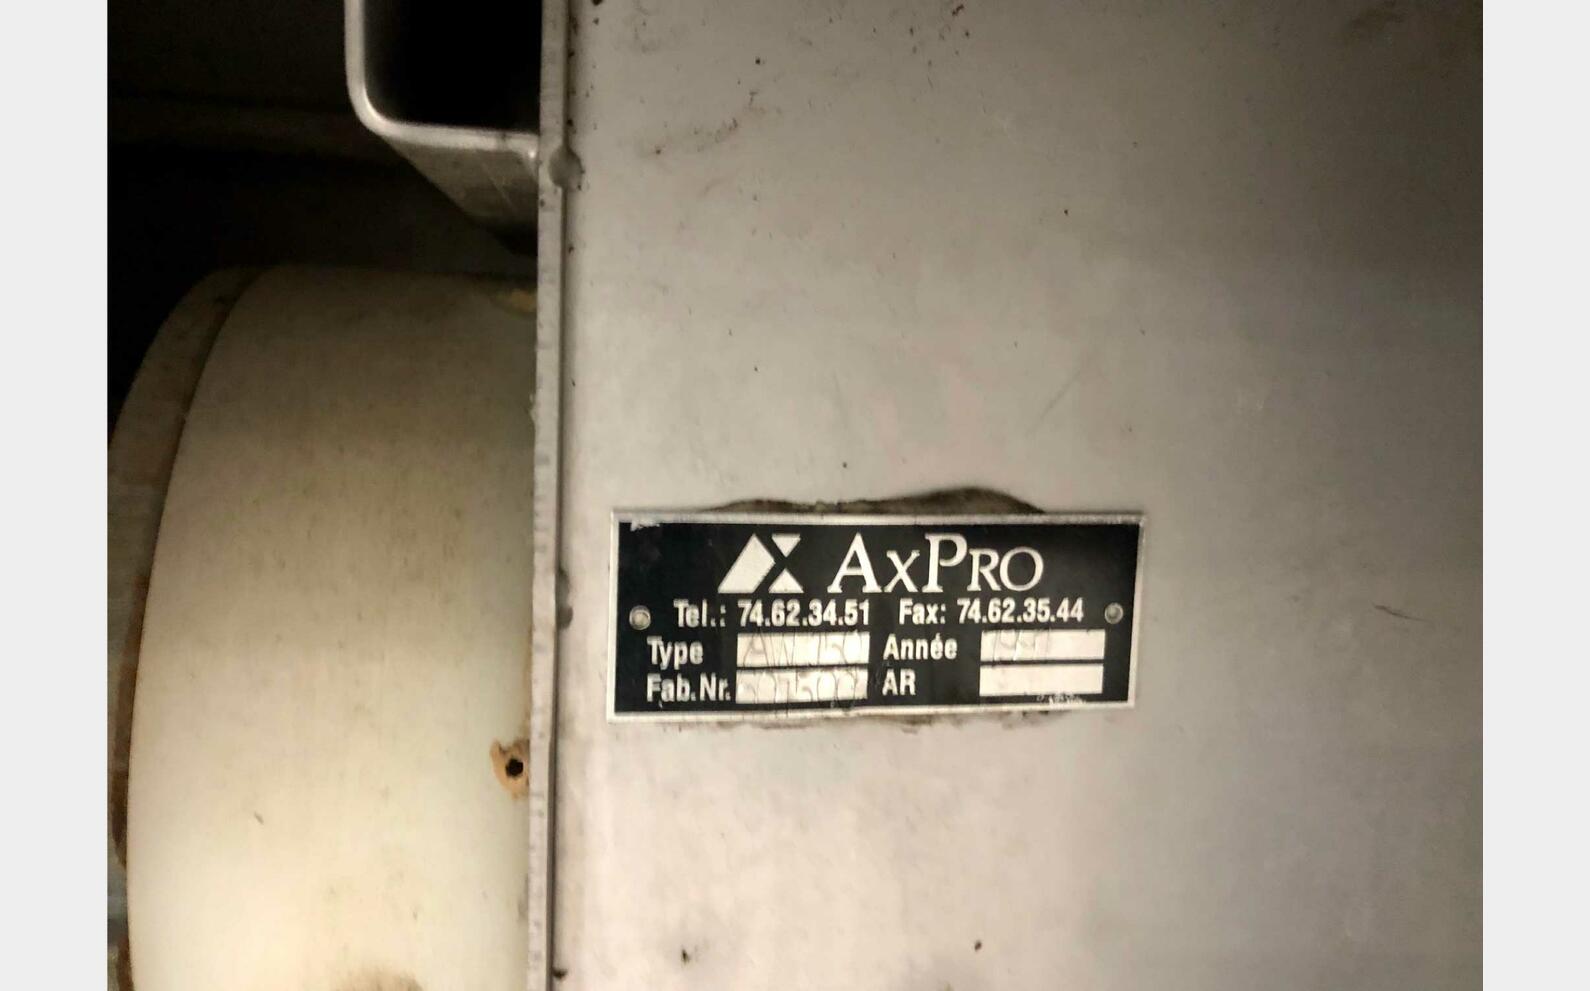 AxPro
Tel.: 74.62.34.51 Fax: 74.62.35.44
Type Année
Fab.Nr. AR